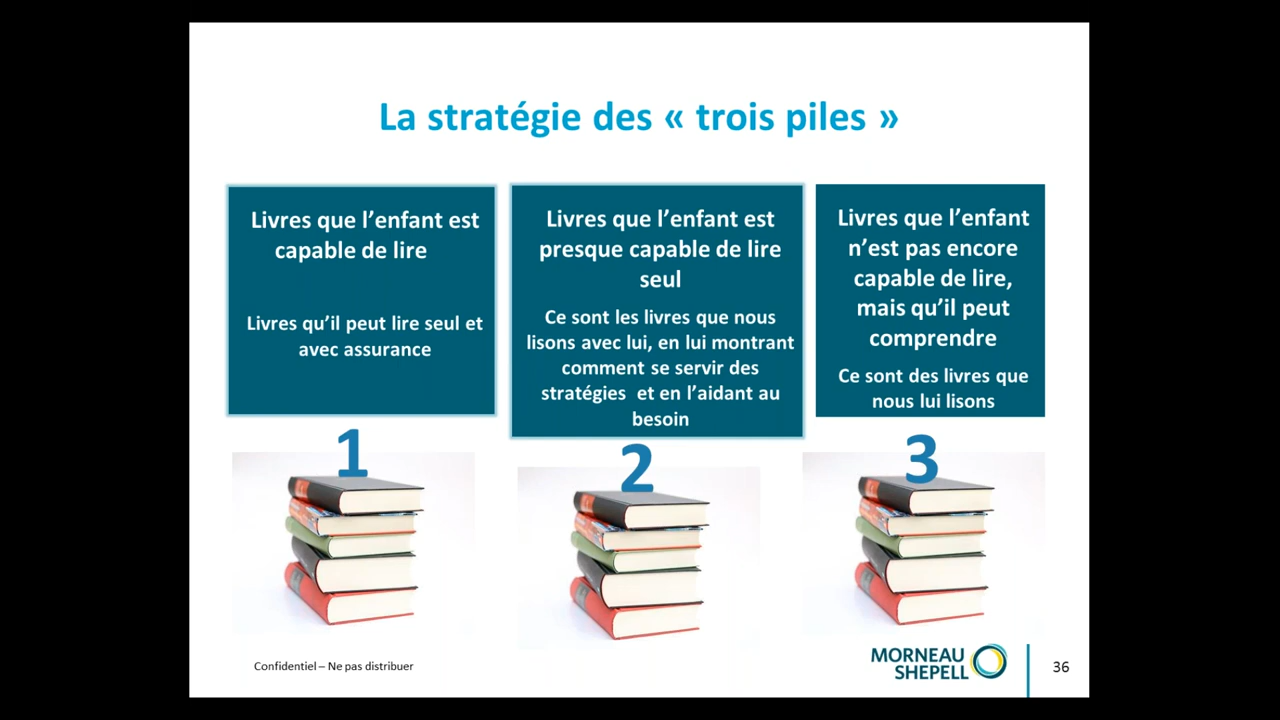 La stratégie des « trois piles »
Livres que l’enfant est
capable de lire
Livres qu’il peut lire seul et
avec assurance
Livres que l’enfant est
presque capable de lire
seul
Ce sont les livres que nous
lisons avec lui, en lui montrant
comment se servir des
stratégies et en l’aidant au
besoin
Livres que l’enfant
n’est pas encore
capable de lire,
mais qu’il peut
comprendre
Ce sont des livres que
nous lui lisons
1
2
3
Confidentiel – Ne pas distribuer
MORNEAU
SHEPELL
36